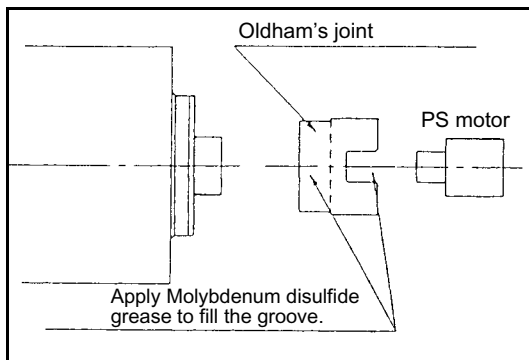 Oldham's joint
PS motor
Apply Molybdenum disulfide
grease to fill the groove.